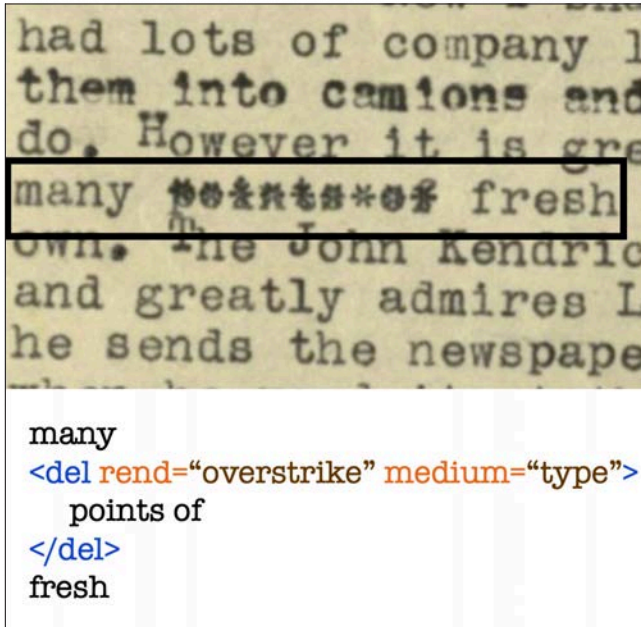 had lots of company l
them into camions and
do. However it is gre
many points of fresh
own. The John Kendric
and greatly admires L
he sends the newspape
many
<del rend=“overstrike” medium=“type”>
points of
</del>
fresh